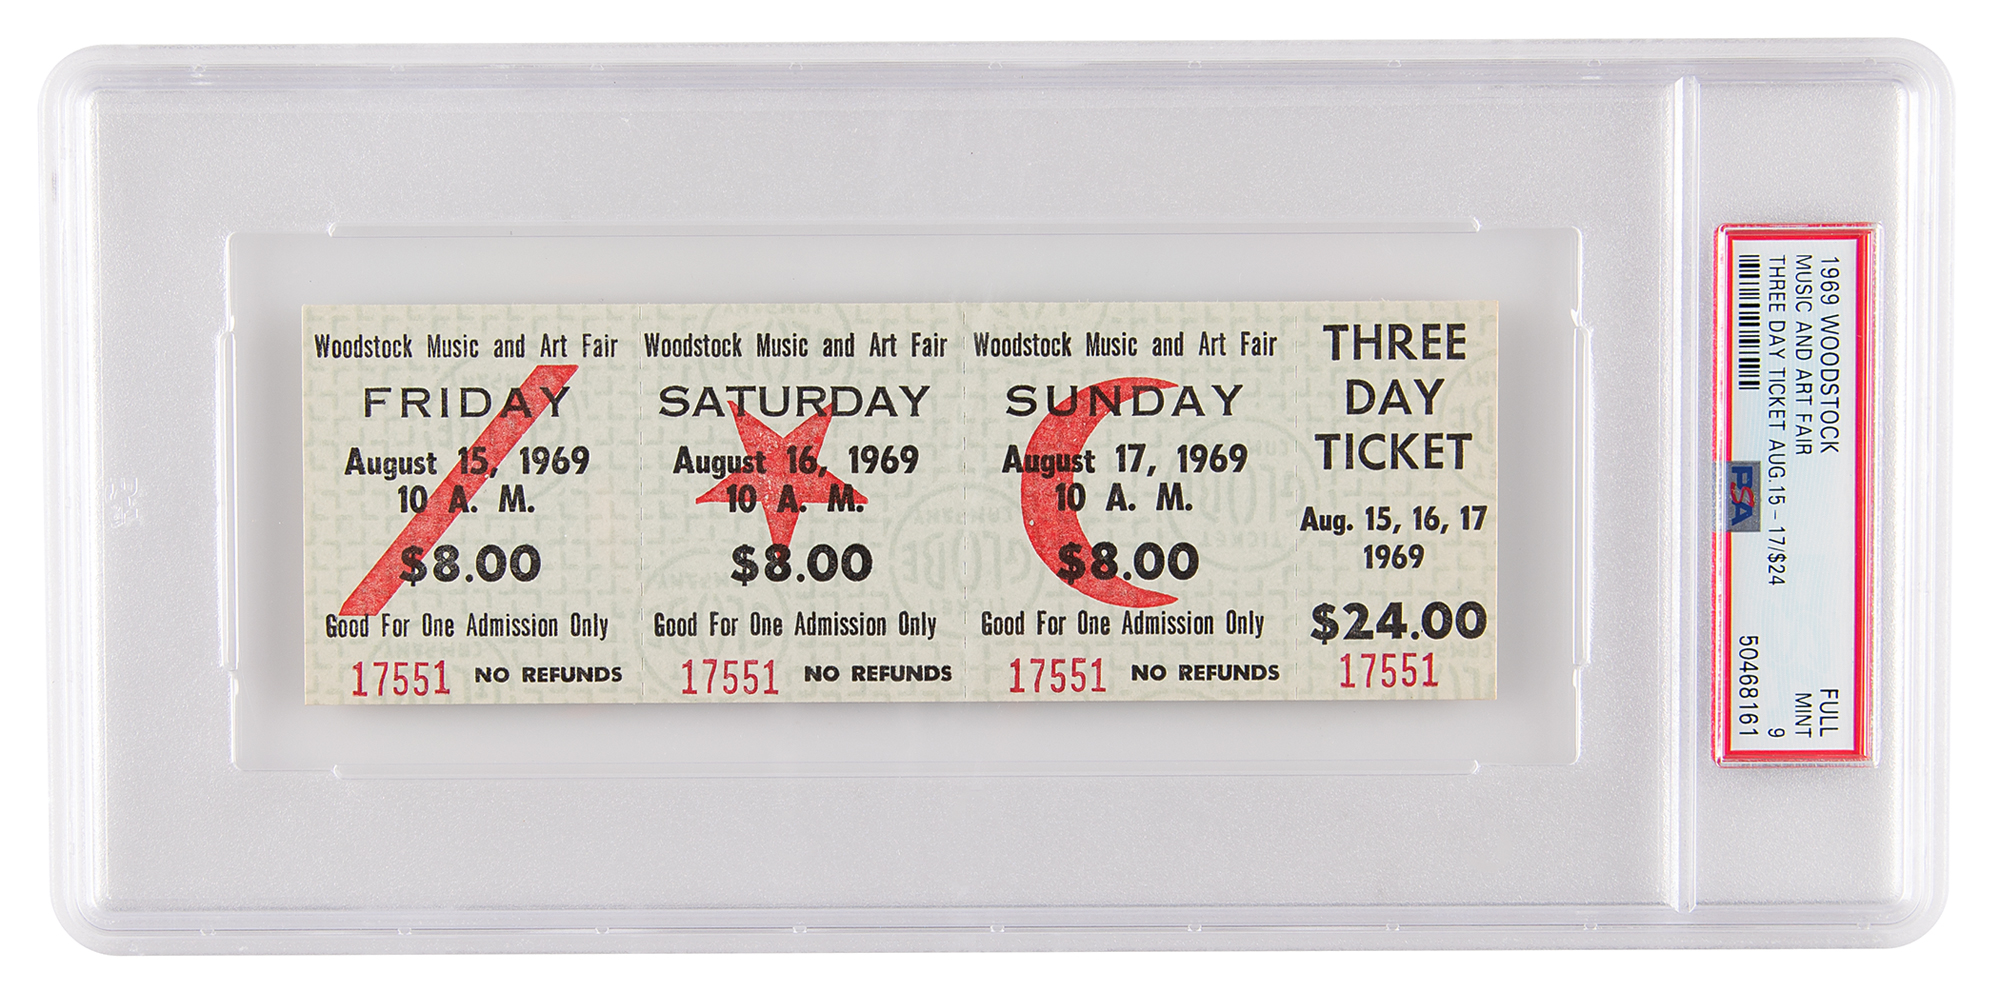 Woodstock Music and Art Fair
FRIDAY
August 15, 1969
10 A. M.
$8.00
Good For One Admission Only
17551 NO REFUNDS
Woodstock Music and Art Fair
SATURDAY
August 16, 1969
10 A. M.
$8.00
Good For One Admission Only
17551 NO REFUNDS
Woodstock Music and Art Fair
SUNDAY
August 17, 1969
10 A. M.
$8.00
Good For One Admission Only
17551 NO REFUNDS
THREE
DAY
TICKET
Aug. 15, 16, 17
1969
$24.00
17551
GLOBE
TICKET
COMPANY
1969 WOODSTOCK FULL
MUSIC AND ART FAIR MINT
THREE DAY TICKET AUG.15 - 17/$24 9
50468161
PSA